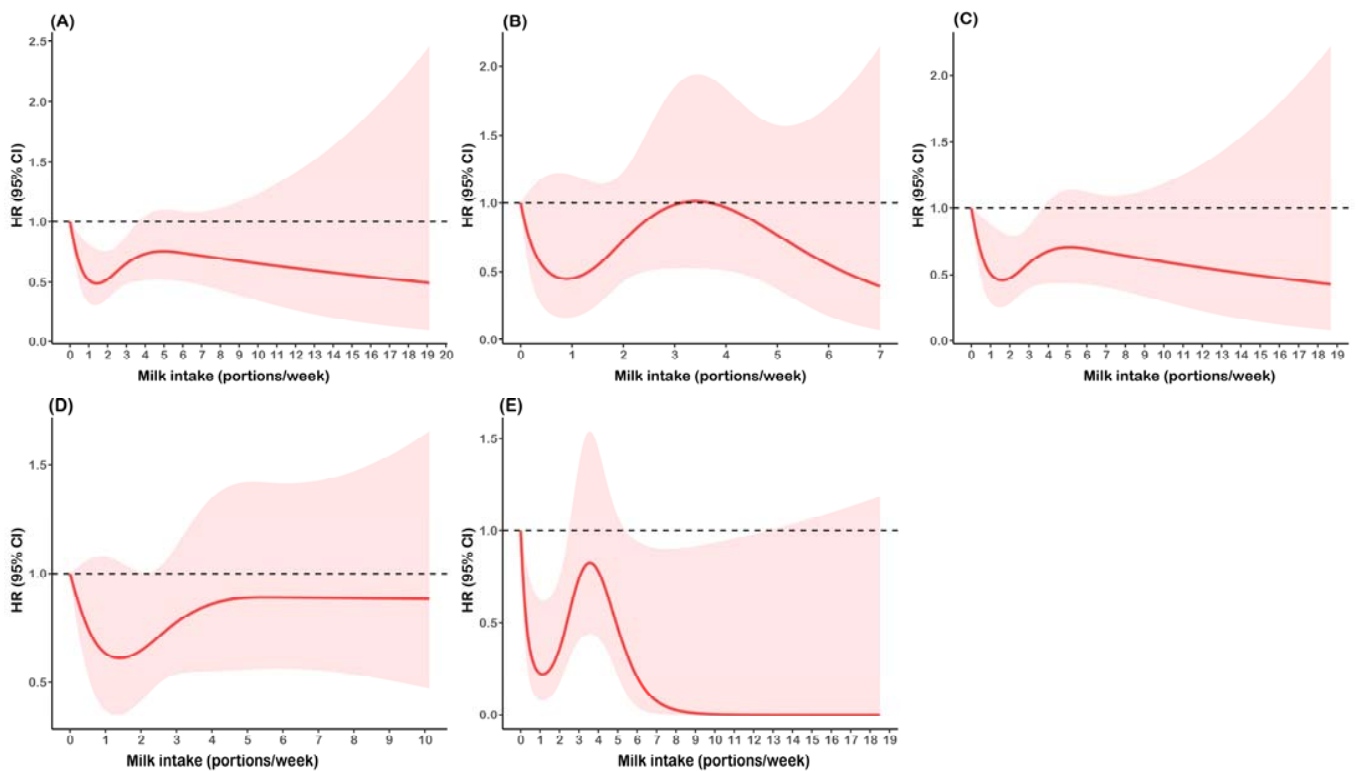 (A)
2.5
2.0
1.5
1.0
0.5
0.0
HR (95% CI)
0 1 2 3 4 5 6 7 8 9 10 11 12 13 14 15 16 17 18 19 20
Milk intake (portions/week)
(B)
2.0
1.5
1.0
0.5
0.0
HR (95% CI)
0 1 2 3 4 5 6 7
Milk intake (portions/week)
(C)
2.0
1.5
1.0
0.5
0.0
HR (95% CI)
0 1 2 3 4 5 6 7 8 9 10 11 12 13 14 15 16 17 18 19
Milk intake (portions/week)
(D)
1.5
1.0
0.5
HR (95% CI)
0 1 2 3 4 5 6 7 8 9 10
Milk intake (portions/week)
(E)
1.5
1.0
0.5
0.0
HR (95% CI)
0 1 2 3 4 5 6 7 8 9 10 11 12 13 14 15 16 17 18 19
Milk intake (portions/week)